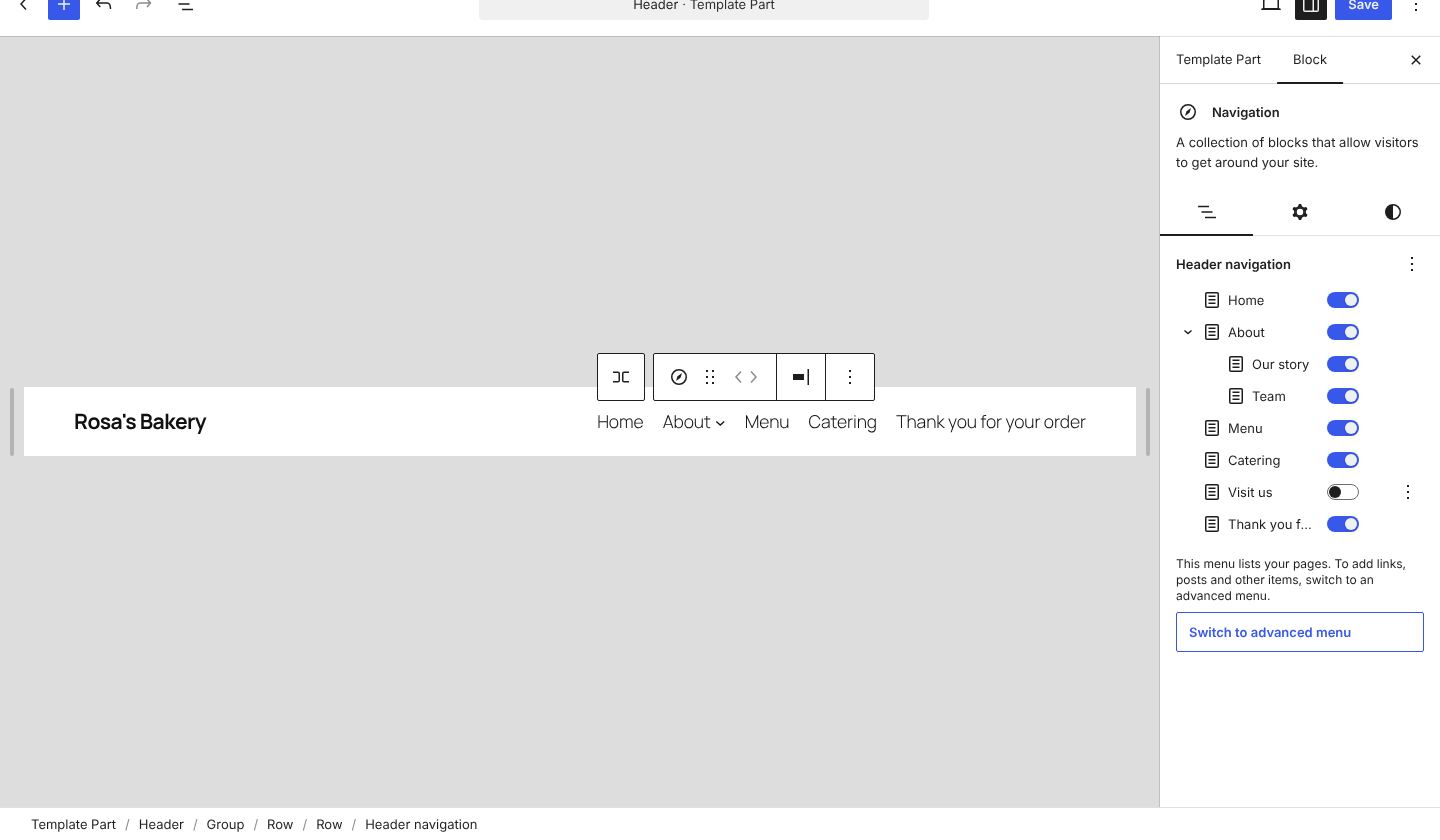 Header · Template Part
Save
Template Part
Block
Navigation
A collection of blocks that allow visitors
to get around your site.
Header navigation
Home
About
Our story
Team
Menu
Catering
Visit us
Thank you f...
This menu lists your pages. To add links,
posts and other items, switch to an
advanced menu.
Switch to advanced menu
Rosa's Bakery
Home About Menu Catering Thank you for your order
Template Part / Header / Group / Row / Row / Header navigation